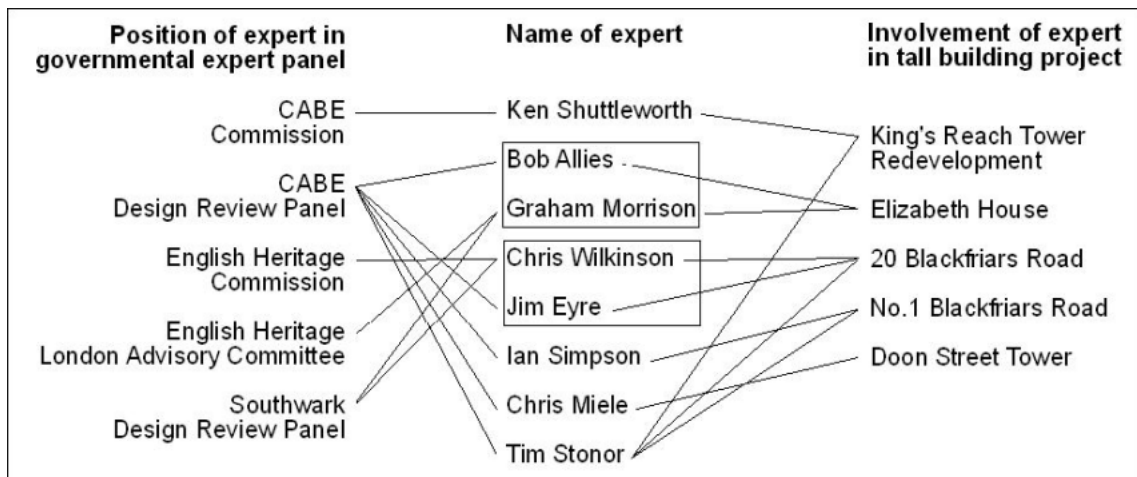 Position of expert in
governmental expert panel
Name of expert
Involvement of expert
in tall building project
CABE
Commission
CABE
Design Review Panel
English Heritage
Commission
English Heritage
London Advisory Committee
Southwark
Design Review Panel
Ken Shuttleworth
Bob Allies
Graham Morrison
Chris Wilkinson
Jim Eyre
Ian Simpson
Chris Miele
Tim Stonor
King's Reach Tower
Redevelopment
Elizabeth House
20 Blackfriars Road
No.1 Blackfriars Road
Doon Street Tower